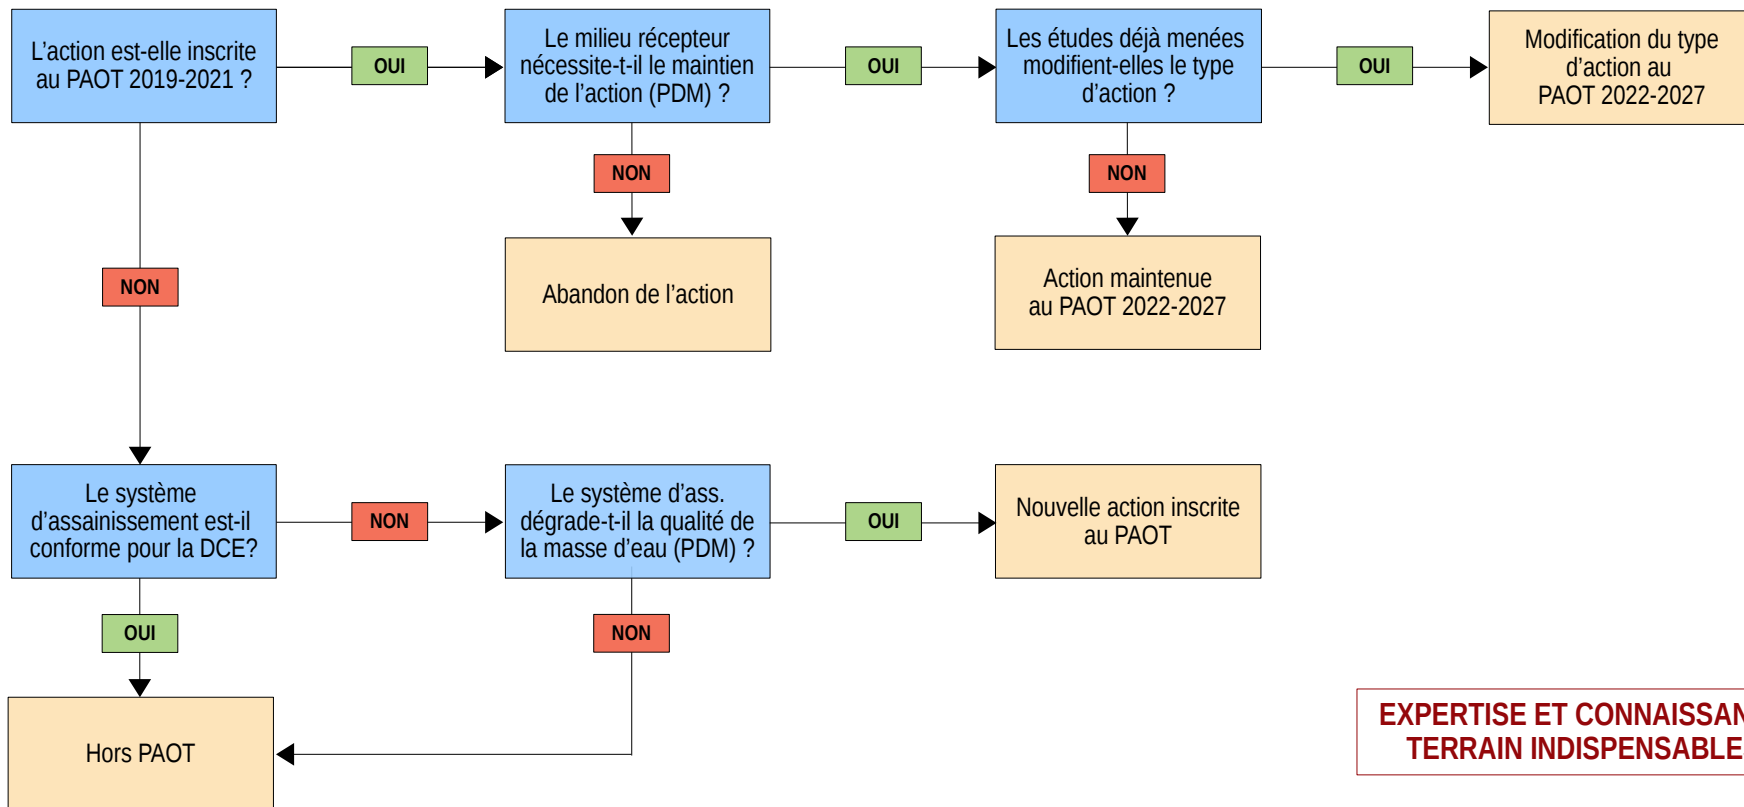 L’action est-elle inscrite
au PAOT 2019-2021 ?
OUI
Le milieu récepteur
nécessite-t-il le maintien
de l’action (PDM) ?
OUI
Les études déjà menées
modifient-elles le type
d’action ?
OUI
Modification du type
d’action au
PAOT 2022-2027
NON
NON
NON
Abandon de l’action
Action maintenue
au PAOT 2022-2027
Le système
d’assainissement est-il
conforme pour la DCE?
NON
Le système d’ass.
dégrade-t-il la qualité de
la masse d’eau (PDM) ?
OUI
Nouvelle action inscrite
au PAOT
OUI
NON
Hors PAOT
EXPERTISE ET
TERRAIN INDISPENSABLE